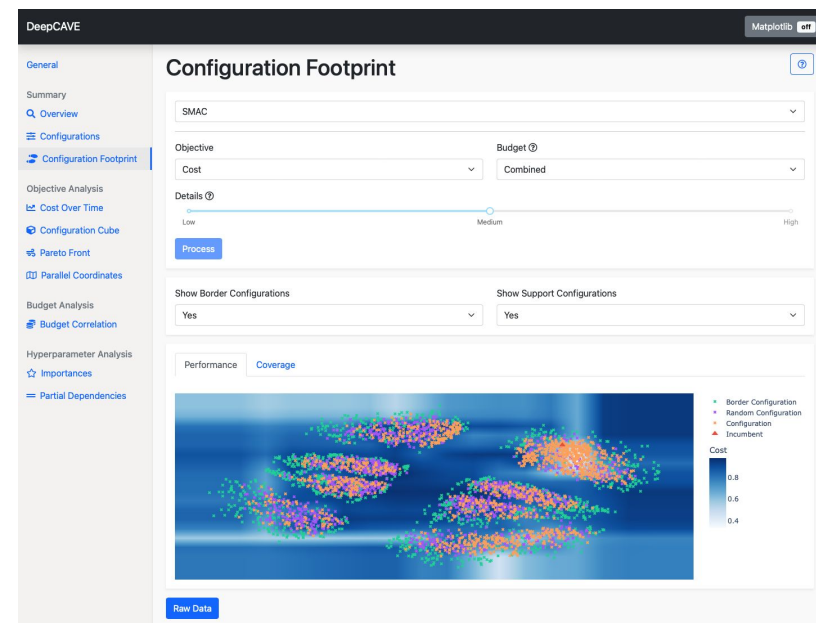 DeepCAVE
Matplotlib off
General
Configuration Footprint
Summary
Overview
Configurations
Configuration Footprint
Objective Analysis
Cost Over Time
Configuration Cube
Pareto Front
Parallel Coordinates
Budget Analysis
Budget Correlation
Hyperparameter Analysis
Importances
Partial Dependencies
SMAC
Objective
Budget
Cost
Combined
Details
Low
Medium
High
Process
Show Border Configurations
Show Support Configurations
Yes
Yes
Performance
Coverage
Border Configuration
Random Configuration
Configuration
Incumbent
Cost
0.8
0.6
0.4
Raw Data